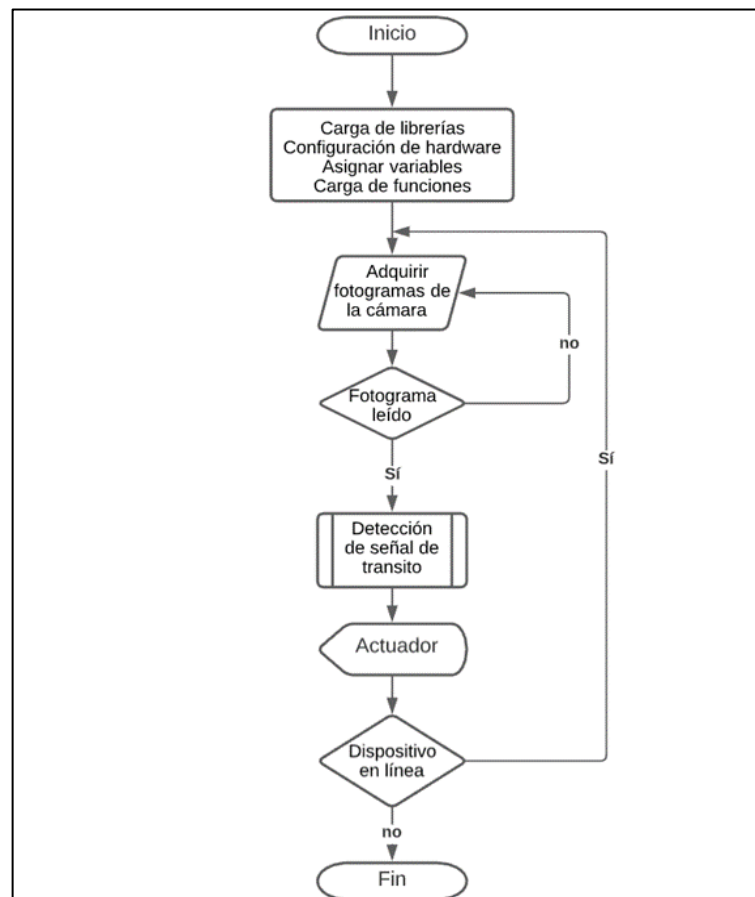 Inicio
Carga de librerías
Configuración de hardware
Asignar variables
Carga de funciones
Adquirir
fotogramas de
la cámara
no
Fotograma
leído
Sí
Sí
Detección
de señal de
transito
Actuador
Dispositivo
en línea
no
Fin